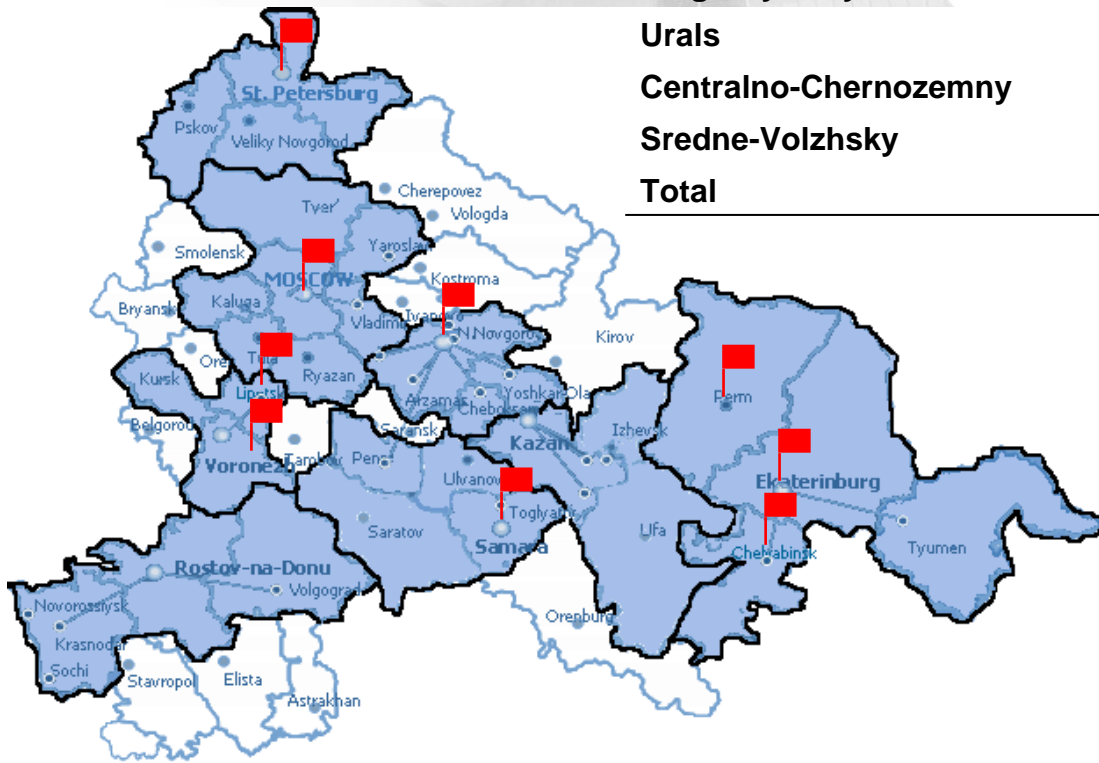 Urals
Centralno-Chernozemny
Sredne-Volzhsky
Total
St. Petersburg
Pskov
Veliky Novgorod
Cherepovez
Vologda
Tver'
Yaroslavl
Smolensk
Kostroma
MOSCOW
Kaluga
Bryansk
Ivanovo
Vladimir
N.Novgorod
Kirov
Tula
Orel
Ryazan
Kursk
Lipetsk
Arzamas
Yoshkar-Ola
Cheboksary
Perm
Belgorod
Saransk
Kazan
Izhevsk
Voronezh
Tambov
Penza
Ulyanovsk
Ekaterinburg
Toglyatty
Saratov
Samara
Ufa
Chelyabinsk
Tyumen
Rostov-na-Donu
Volgograd
Novorossiysk
Orenburg
Krasnodar
Sochi
Stavropol
Elista
Astrakhan